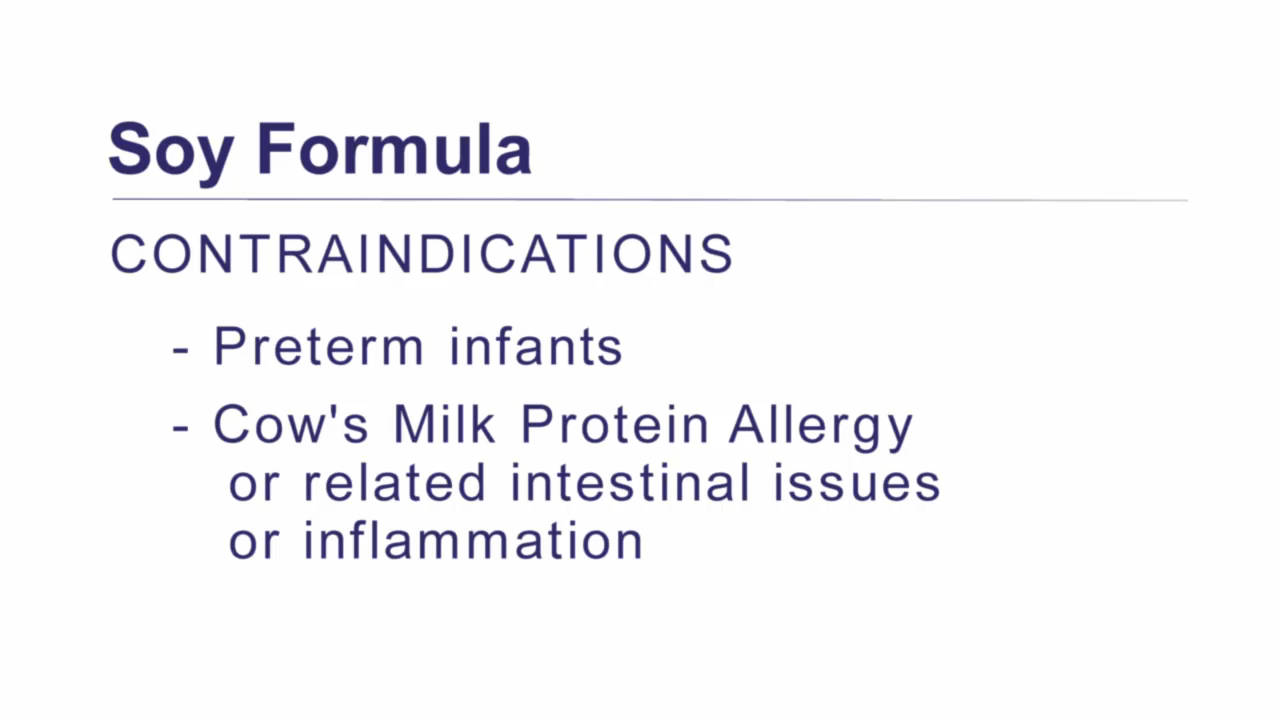 Soy Formula
CONTRAINDICATIONS
- Preterm infants
- Cow's Milk Protein Allergy
or related intestinal issues
or inflammation